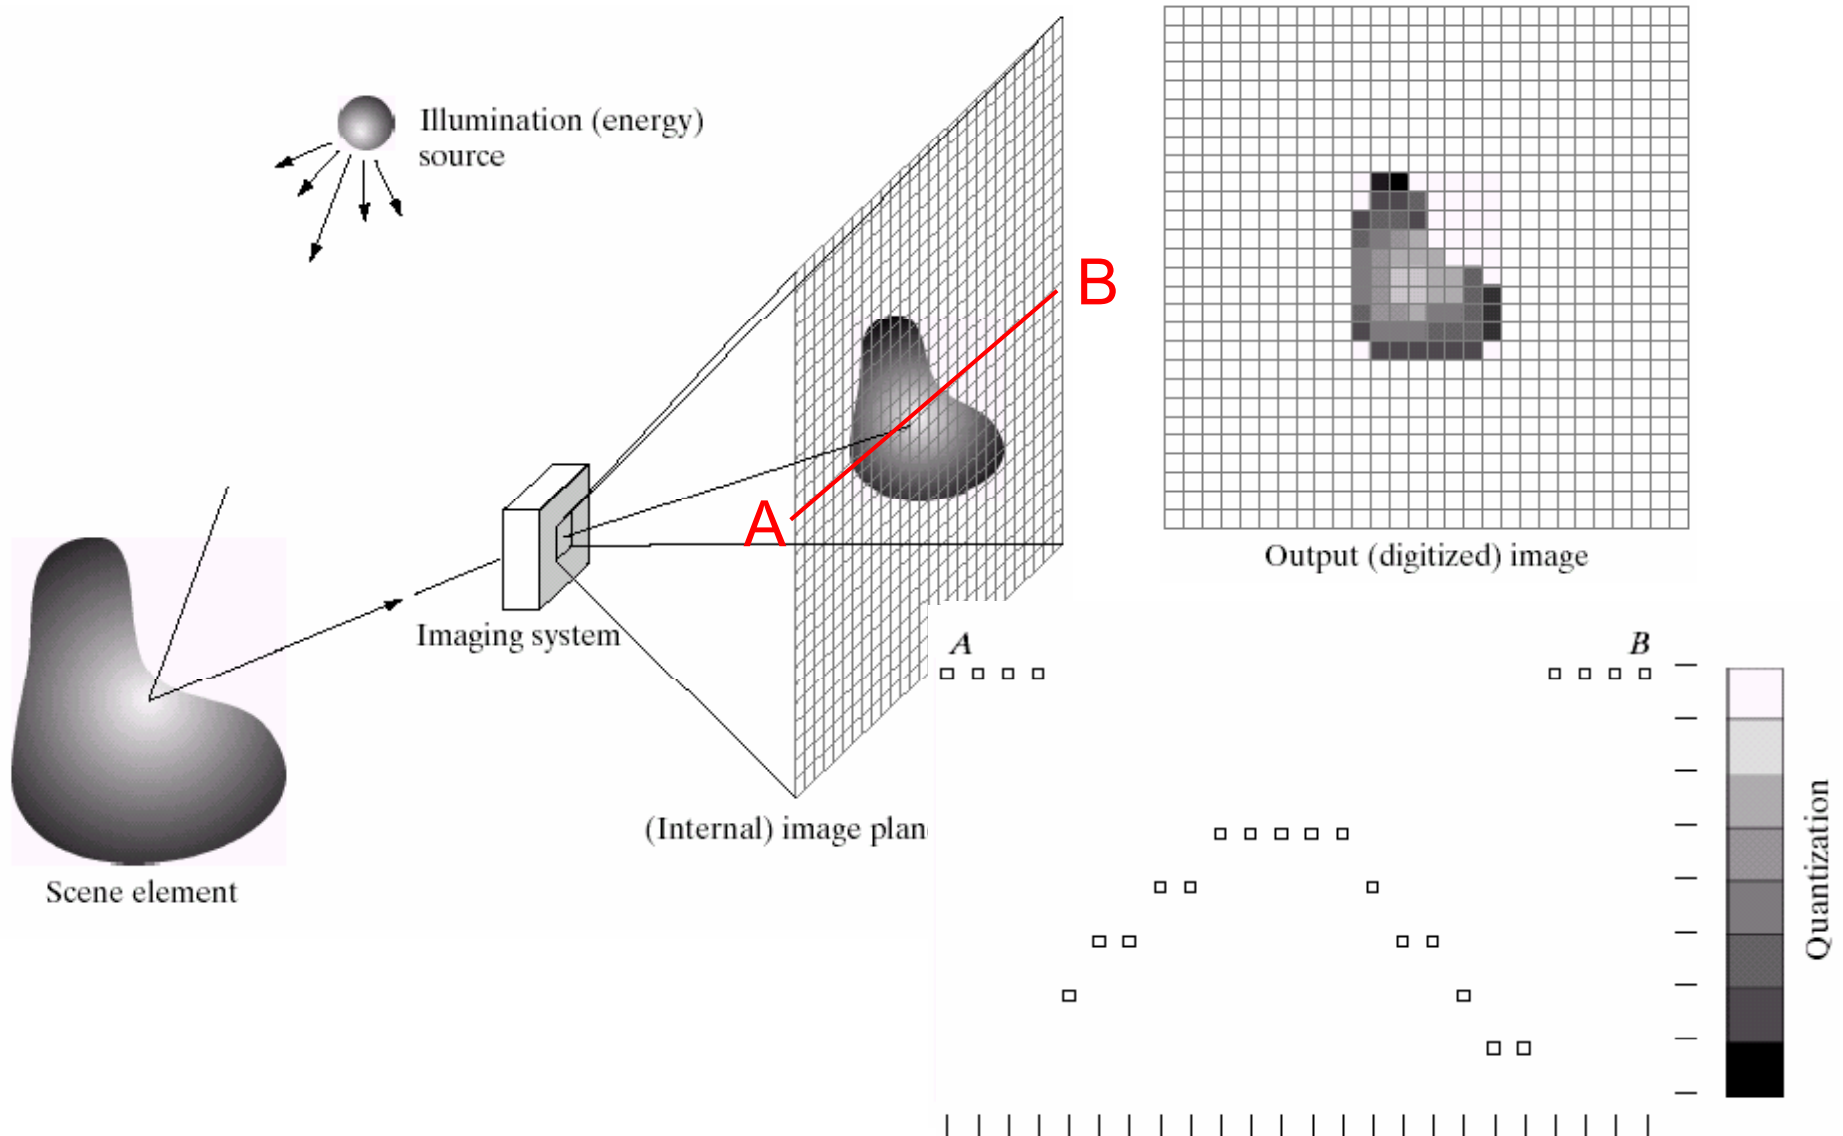 Illumination (energy)
source
B
A
Output (digitized) image
Imaging system
A
B
(Internal) image plan
Quantization
Scene element